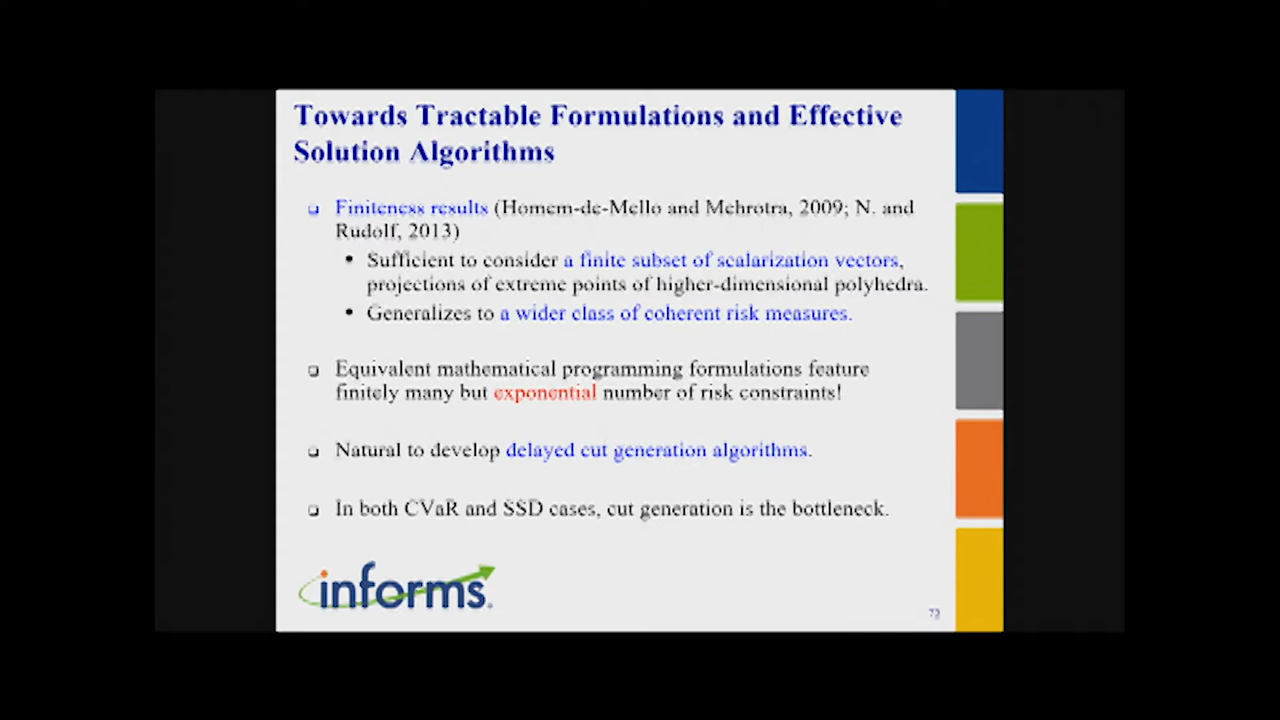 Towards Tractable Formulations and Effective
Solution Algorithms
Finiteness results (Homem-de-Mello and Mehrotra, 2009; N. and
Rudolf, 2013)
Sufficient to consider a finite subset of scalarization vectors,
projections of extreme points of higher-dimensional polyhedra.
Generalizes to a wider class of coherent risk measures.
Equivalent mathematical programming formulations feature
finitely many but exponential number of risk constraints!
Natural to develop delayed cut generation algorithms.
In both CVaR and SSD cases, cut generation is the bottleneck.
informs.